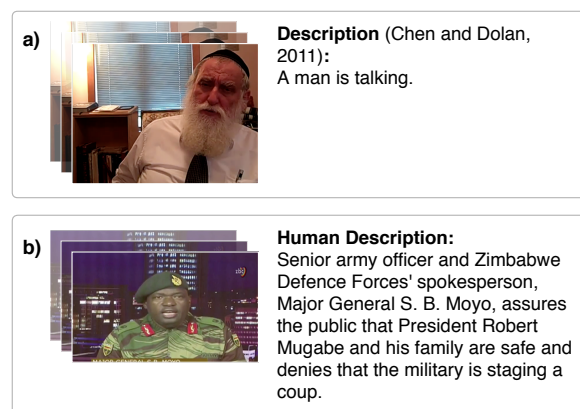 a)
Description (Chen and Dolan,
2011):
A man is talking.
b)
Human Description:
Senior army officer and Zimbabwe
Defence Forces' spokesperson,
Major General S. B. Moyo, assures
the public that President Robert
Mugabe and his family are safe and
denies that the military is staging a
coup.
MAJOR GENERAL S B MOYO